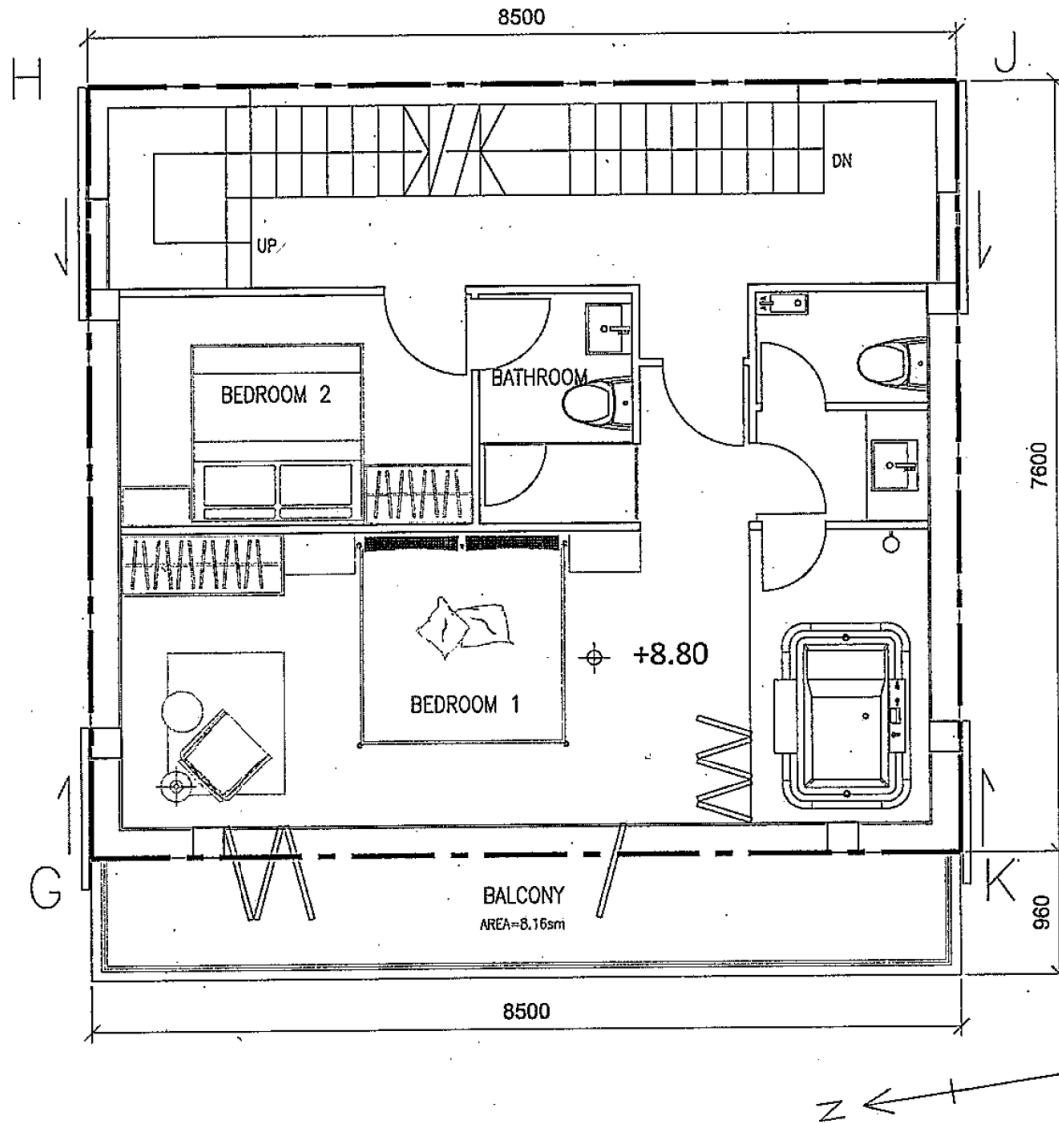 8500
H
J
DN
UP
BEDROOM 2
BATHROOM
7600
+8.80
BEDROOM 1
G
BALCONY
AREA=8.16sm
K
960
8500
N